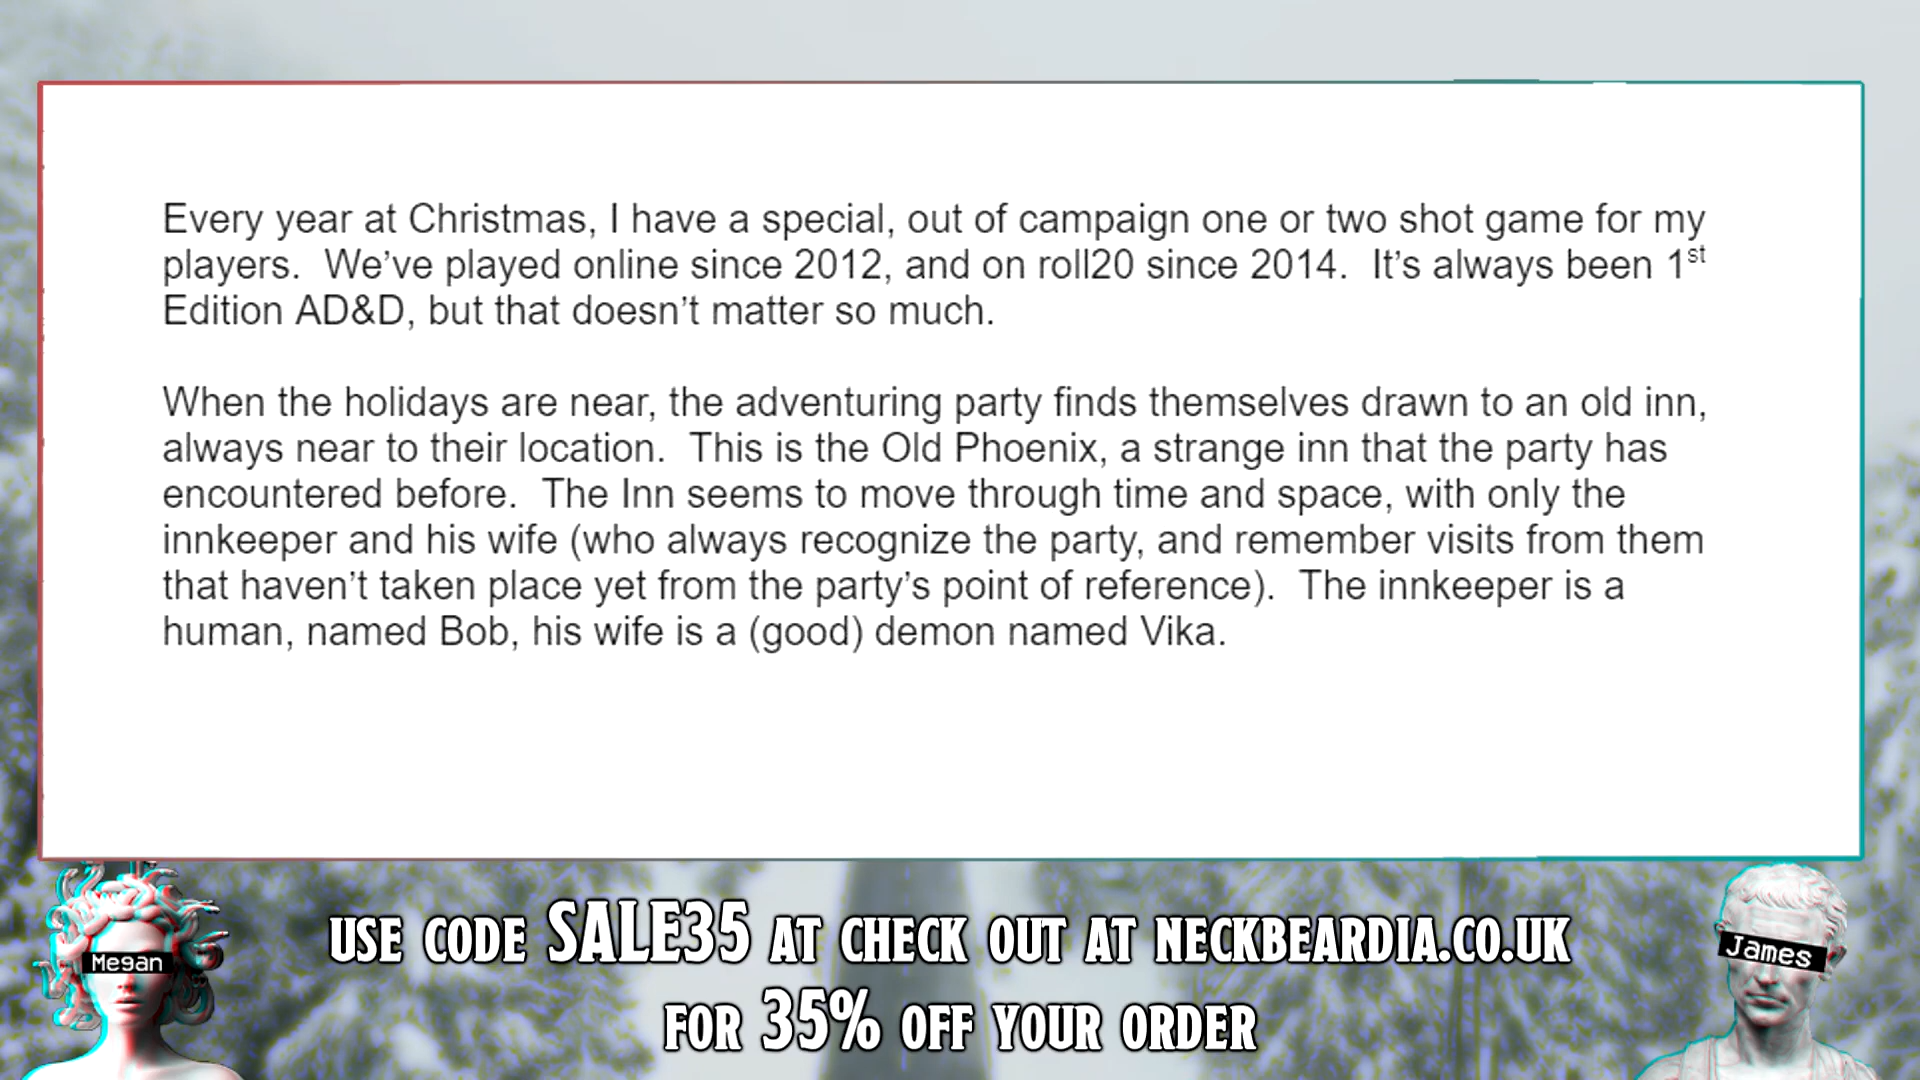 Every year at Christmas, I have a special, out of campaign one or two shot game for my
players.  We’ve played online since 2012, and on roll20 since 2014.  It’s always been 1st
Edition AD&D, but that doesn’t matter so much.
When the holidays are near, the adventuring party finds themselves drawn to an old inn,
always near to their location.  This is the Old Phoenix, a strange inn that the party has
encountered before.  The Inn seems to move through time and space, with only the
innkeeper and his wife (who always recognize the party, and remember visits from them
that haven’t taken place yet from the party’s point of reference).  The innkeeper is a
human, named Bob, his wife is a (good) demon named Vika.
USE CODE SALE35 AT CHECK OUT AT NECKBEARDIA.CO.UK
FOR 35% OFF YOUR ORDER
Megan
James